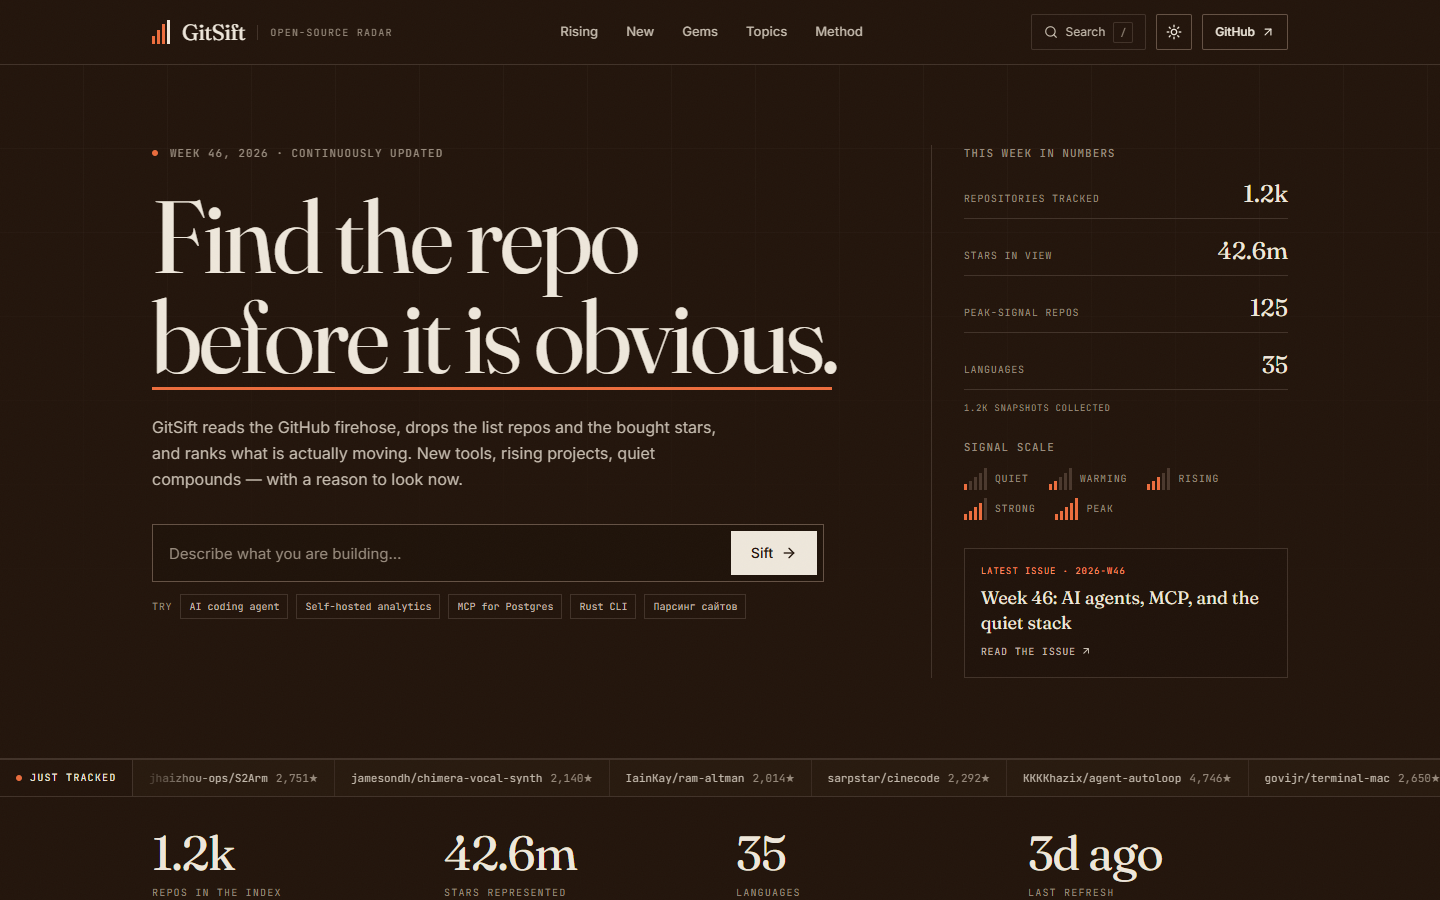 GitSift OPEN-SOURCE RADAR
Rising New Gems Topics Method
Search /
GitHub
WEEK 46, 2026 · CONTINUOUSLY UPDATED
Find the repo
before it is obvious.
GitSift reads the GitHub firehose, drops the list repos and the bought stars,
and ranks what is actually moving. New tools, rising projects, quiet
compounds — with a reason to look now.
Describe what you are building...
Sift →
TRY AI coding agent Self-hosted analytics MCP for Postgres Rust CLI Парсинг сайтов
THIS WEEK IN NUMBERS
REPOSITORIES TRACKED 1.2k
STARS IN VIEW 42.6m
PEAK-SIGNAL REPOS 125
LANGUAGES 35
1.2K SNAPSHOTS COLLECTED
SIGNAL SCALE
QUIET WARMING RISING
STRONG PEAK
LATEST ISSUE · 2026-W46
Week 46: AI agents, MCP, and the
quiet stack
READ THE ISSUE
JUST TRACKED jhaizhou-ops/S2Arm 2,751★ jamesondh/chimera-vocal-synth 2,140★ IainKay/ram-altman 2,014★ sarpstar/cinecode 2,292★ KKKKhazix/agent-autoloop 4,746★ govijr/terminal-mac 2,650★
1.2k 42.6m 35 3d ago
REPOS IN THE INDEX STARS REPRESENTED LANGUAGES LAST REFRESH